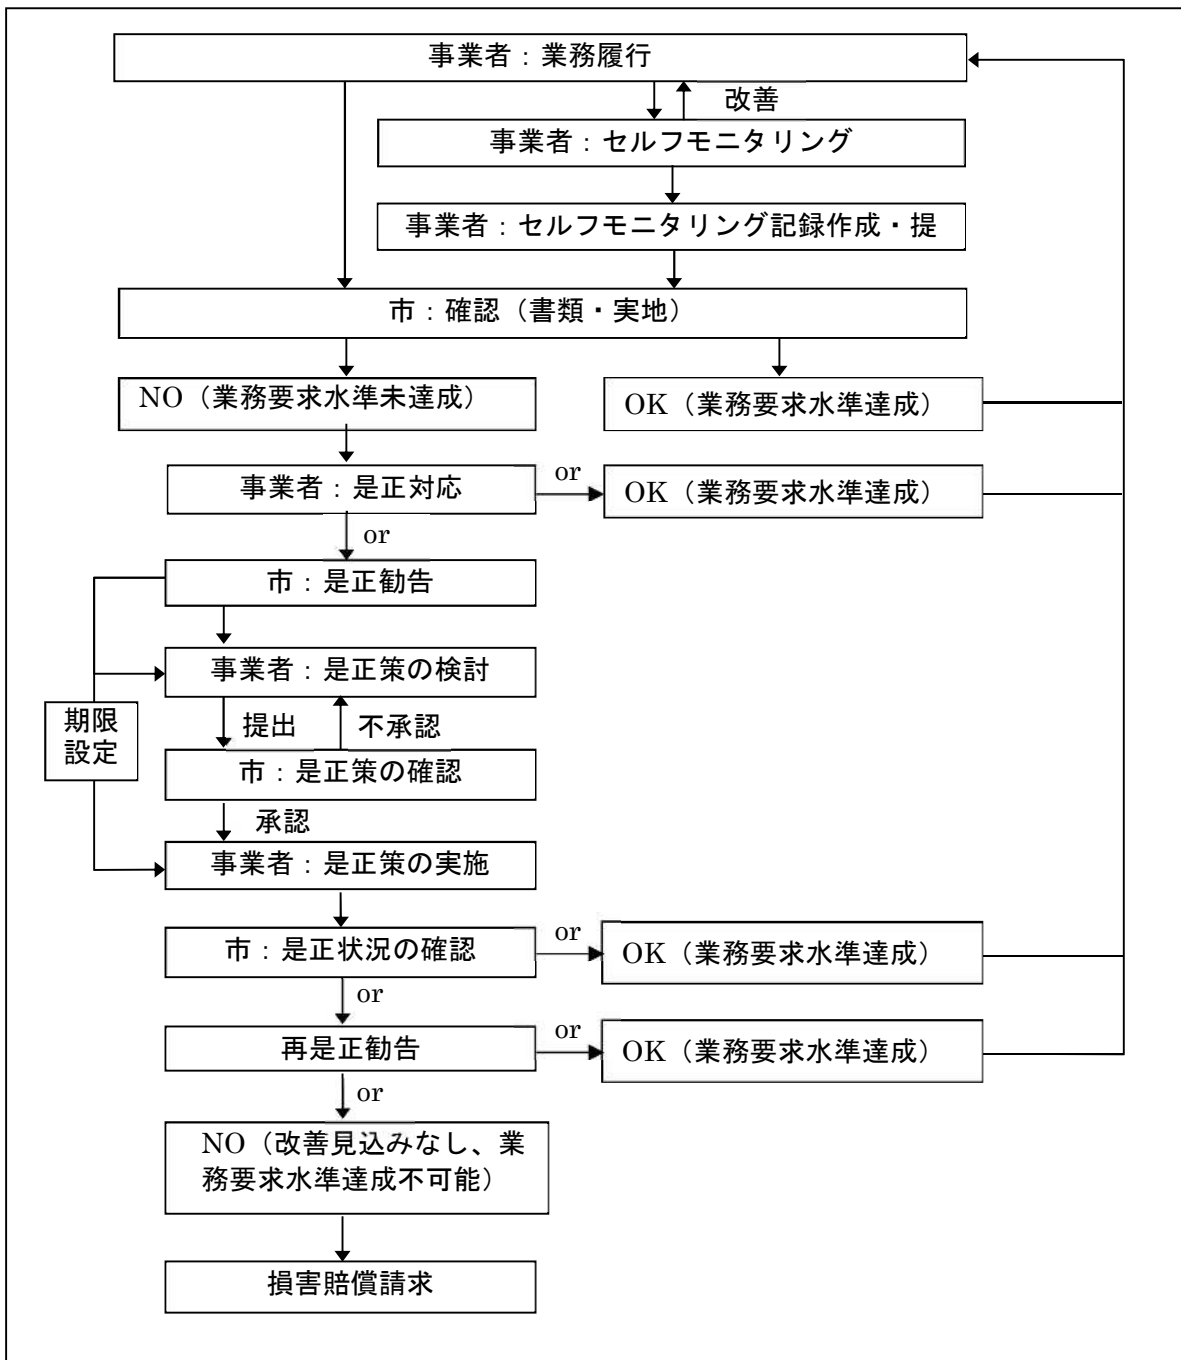 事業者：業務履行
改善
事業者：セルフモニタリング
事業者：セルフモニタリング記録作成・提
市：確認（書類・実地）
NO（業務要求水準未達成）
OK（業務要求水準達成）
事業者：是正対応
or
OK（業務要求水準達成）
or
市：是正勧告
事業者：是正策の検討
期限
設定
提出
不承認
市：是正策の確認
承認
事業者：是正策の実施
市：是正状況の確認
or
OK（業務要求水準達成）
or
再是正勧告
or
OK（業務要求水準達成）
or
NO（改善見込みなし、業
務要求水準達成不可能）
損害賠償請求